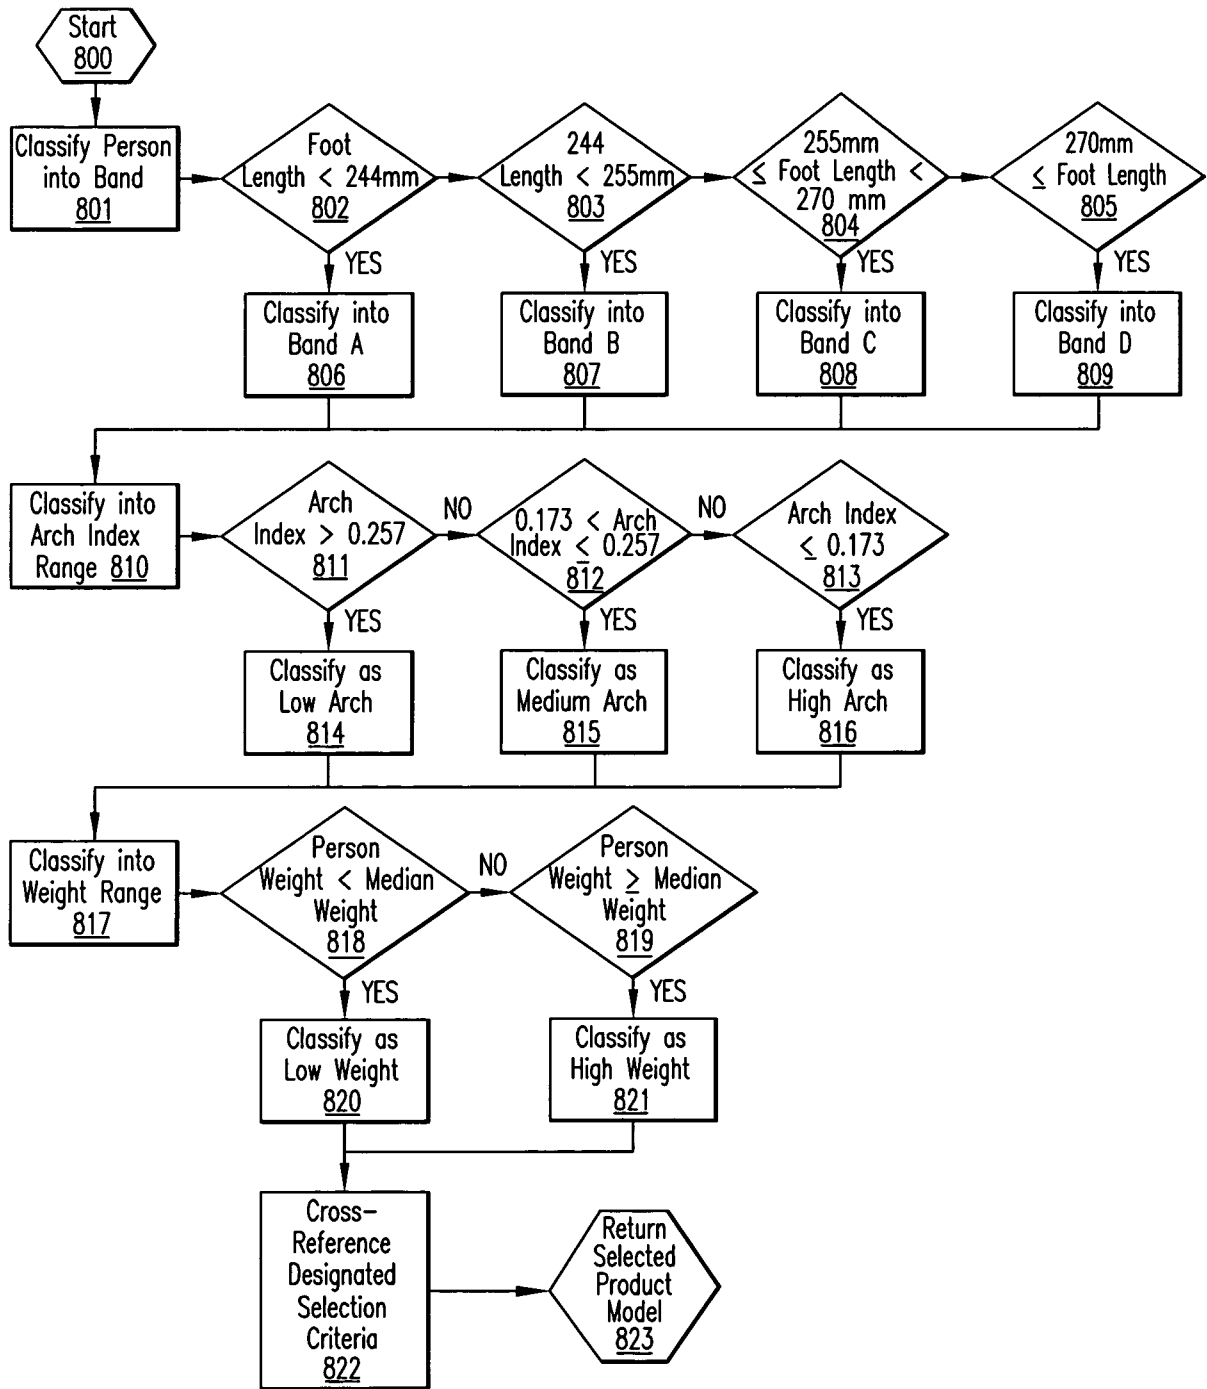 Start
800
Classify Person
into Band
801
Foot
Length < 244mm
802
244
Length < 255mm
803
255mm
≤ Foot Length <
270 mm
804
270mm
≤ Foot Length
805
YES
YES
YES
YES
Classify into
Band A
806
Classify into
Band B
807
Classify into
Band C
808
Classify into
Band D
809
Classify into
Arch Index
Range 810
Arch
Index > 0.257
811
NO
0.173 < Arch
Index ≤ 0.257
812
NO
Arch Index
≤ 0.173
813
YES
YES
YES
Classify as
Low Arch
814
Classify as
Medium Arch
815
Classify as
High Arch
816
Classify into
Weight Range
817
Person
Weight < Median
Weight
818
NO
Person
Weight ≥ Median
Weight
819
YES
YES
Classify as
Low Weight
820
Classify as
High Weight
821
Cross-
Reference
Designated
Selection
Criteria
822
Return
Selected
Product
Model
823